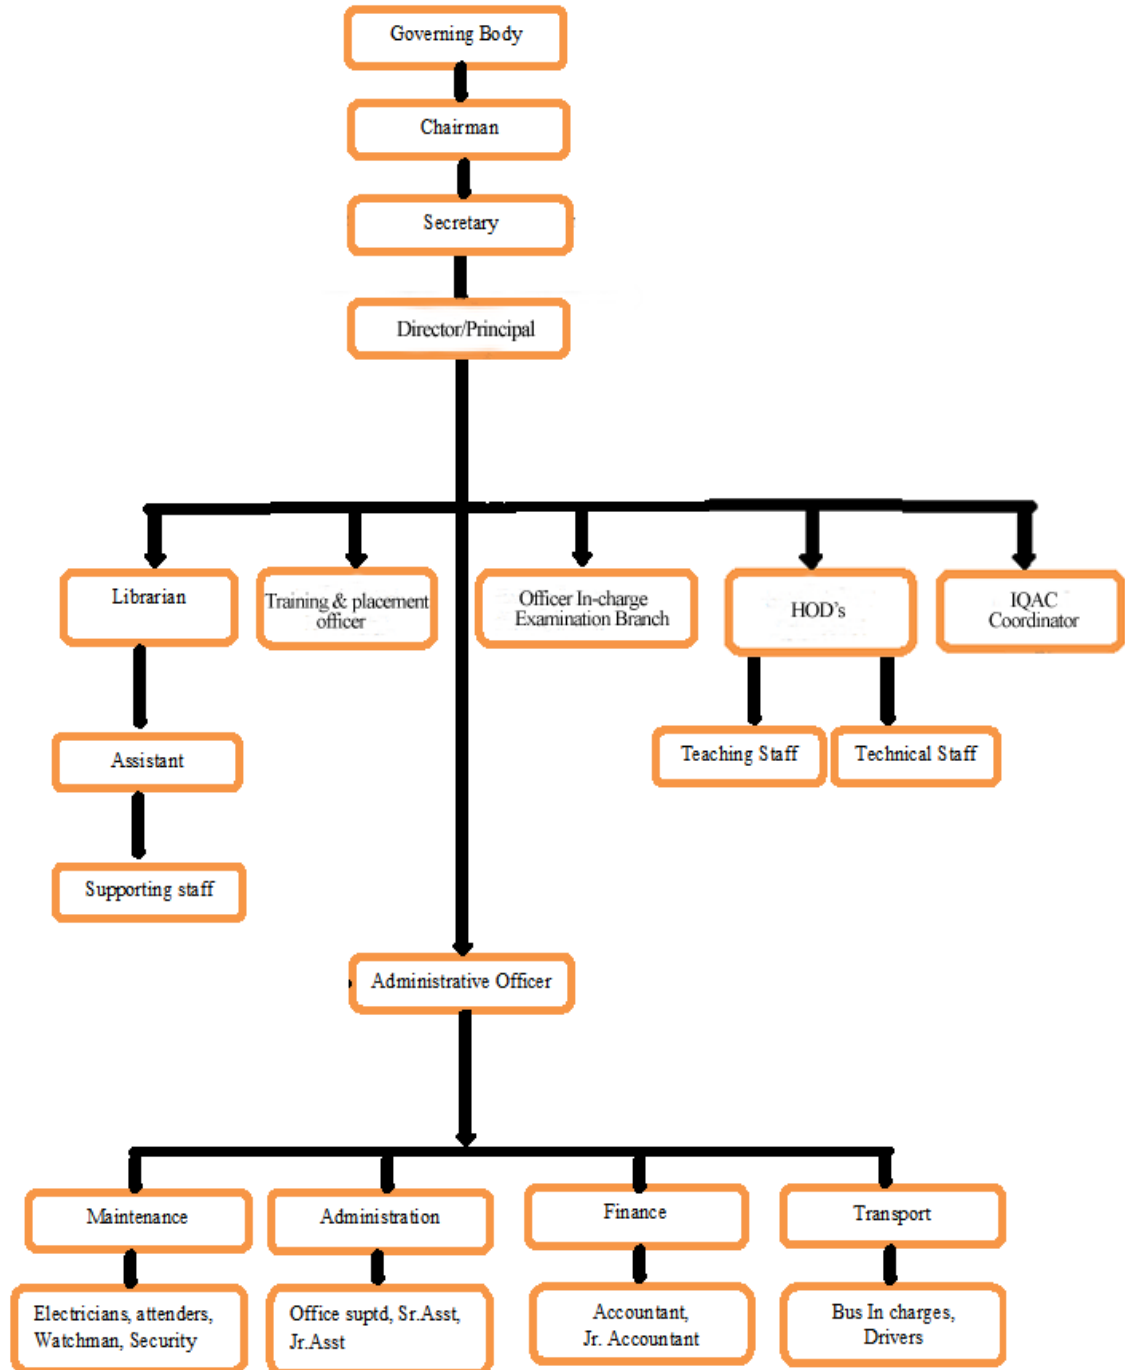 Governing Body
Chairman
Secretary
Director/Principal
Librarian
Training & placement
officer
Officer In-charge
Examination Branch
HOD's
IQAC
Coordinator
Assistant
Teaching Staff
Technical Staff
Supporting staff
Administrative Officer
Maintenance
Administration
Finance
Transport
Electricians, attenders,
Watchman, Security
Office suptd, Sr.Asst,
Jr.Asst
Accountant,
Jr. Accountant
Bus In charges,
Drivers